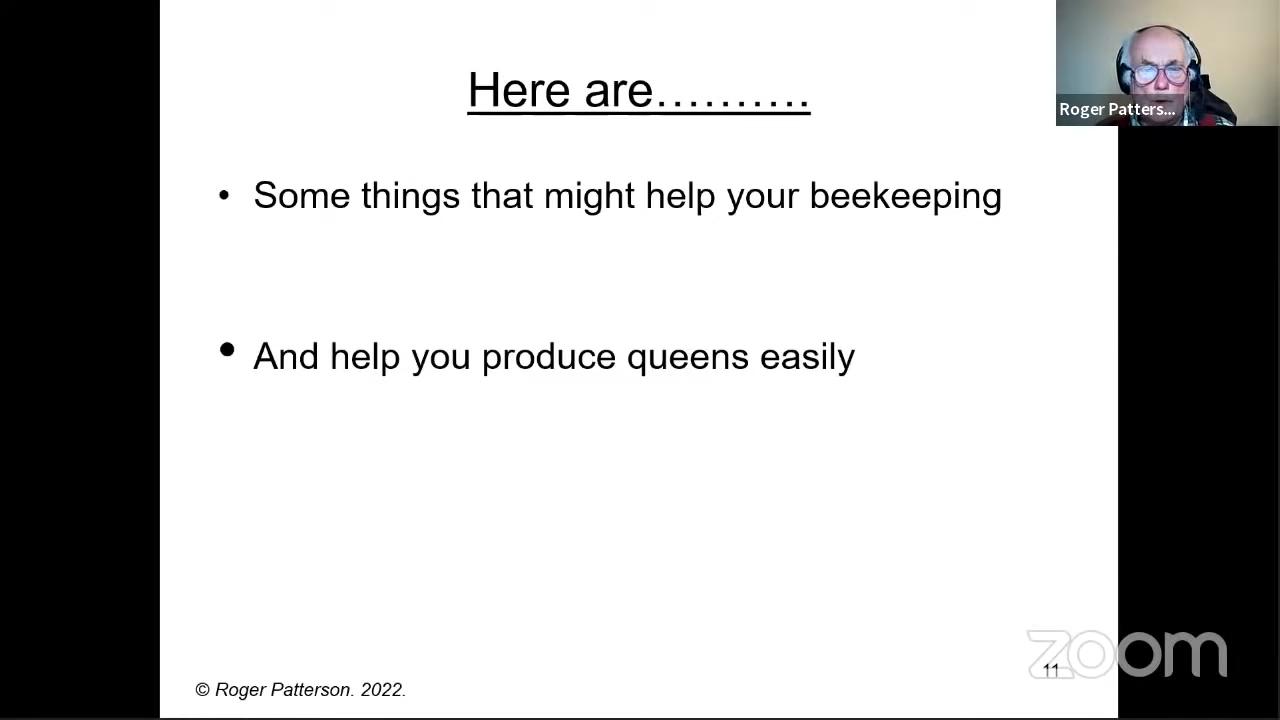 Here are……….
Roger Patters...
• Some things that might help your beekeeping
• And help you produce queens easily
zoom
11
© Roger Patterson. 2022.